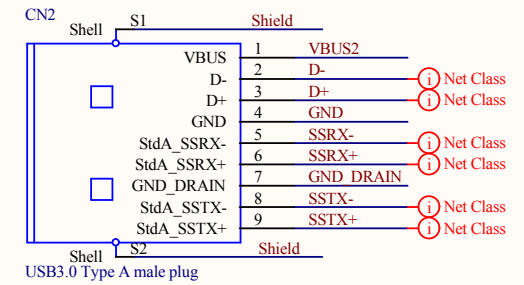 CN2
Shell S1 Shield
VBUS 1 VBUS2
D- 2 D- i Net Class
D+ 3 D+ i Net Class
GND 4 GND
StdA_SSRX- 5 SSRX- i Net Class
StdA_SSRX+ 6 SSRX+ i Net Class
GND_DRAIN 7 GND_DRAIN
StdA_SSTX- 8 SSTX- i Net Class
StdA_SSTX+ 9 SSTX+ i Net Class
Shell S2 Shield
USB3.0 Type A male plug